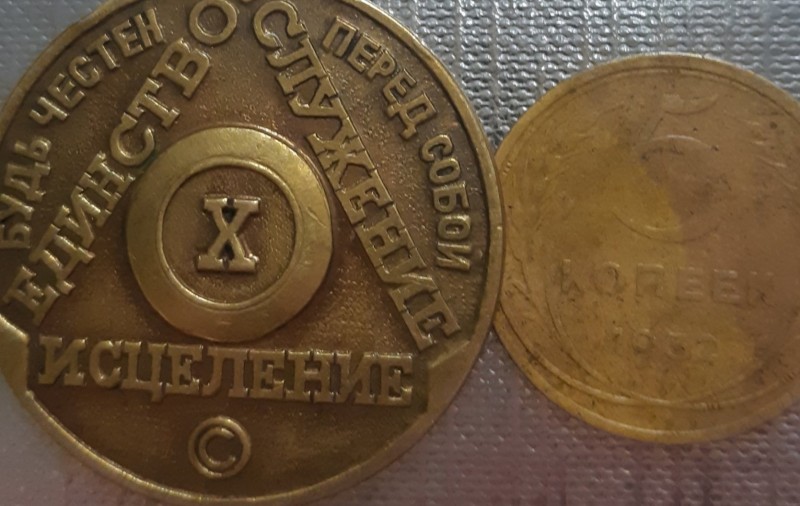 БУДЬ ЧЕСТЕН ПЕРЕД СОБОЙ
ЕДИНСТВО
СЛУЖЕНИЕ
ИСЦЕЛЕНИЕ
X
©
5
КОПЕЕК